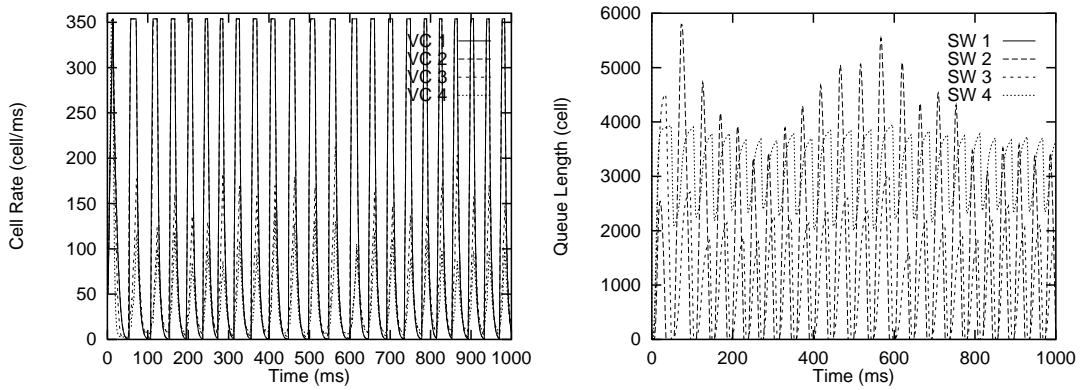 350
300
250
200
150
100
50
0
Cell Rate (cell/ms)
VC 1
VC 2
VC 3
VC 4
0 100 200 300 400 500 600 700 800 900 1000
Time (ms)
6000
5000
4000
3000
2000
1000
0
Queue Length (cell)
SW 1
SW 2
SW 3
SW 4
0 200 400 600 800 1000
Time (ms)